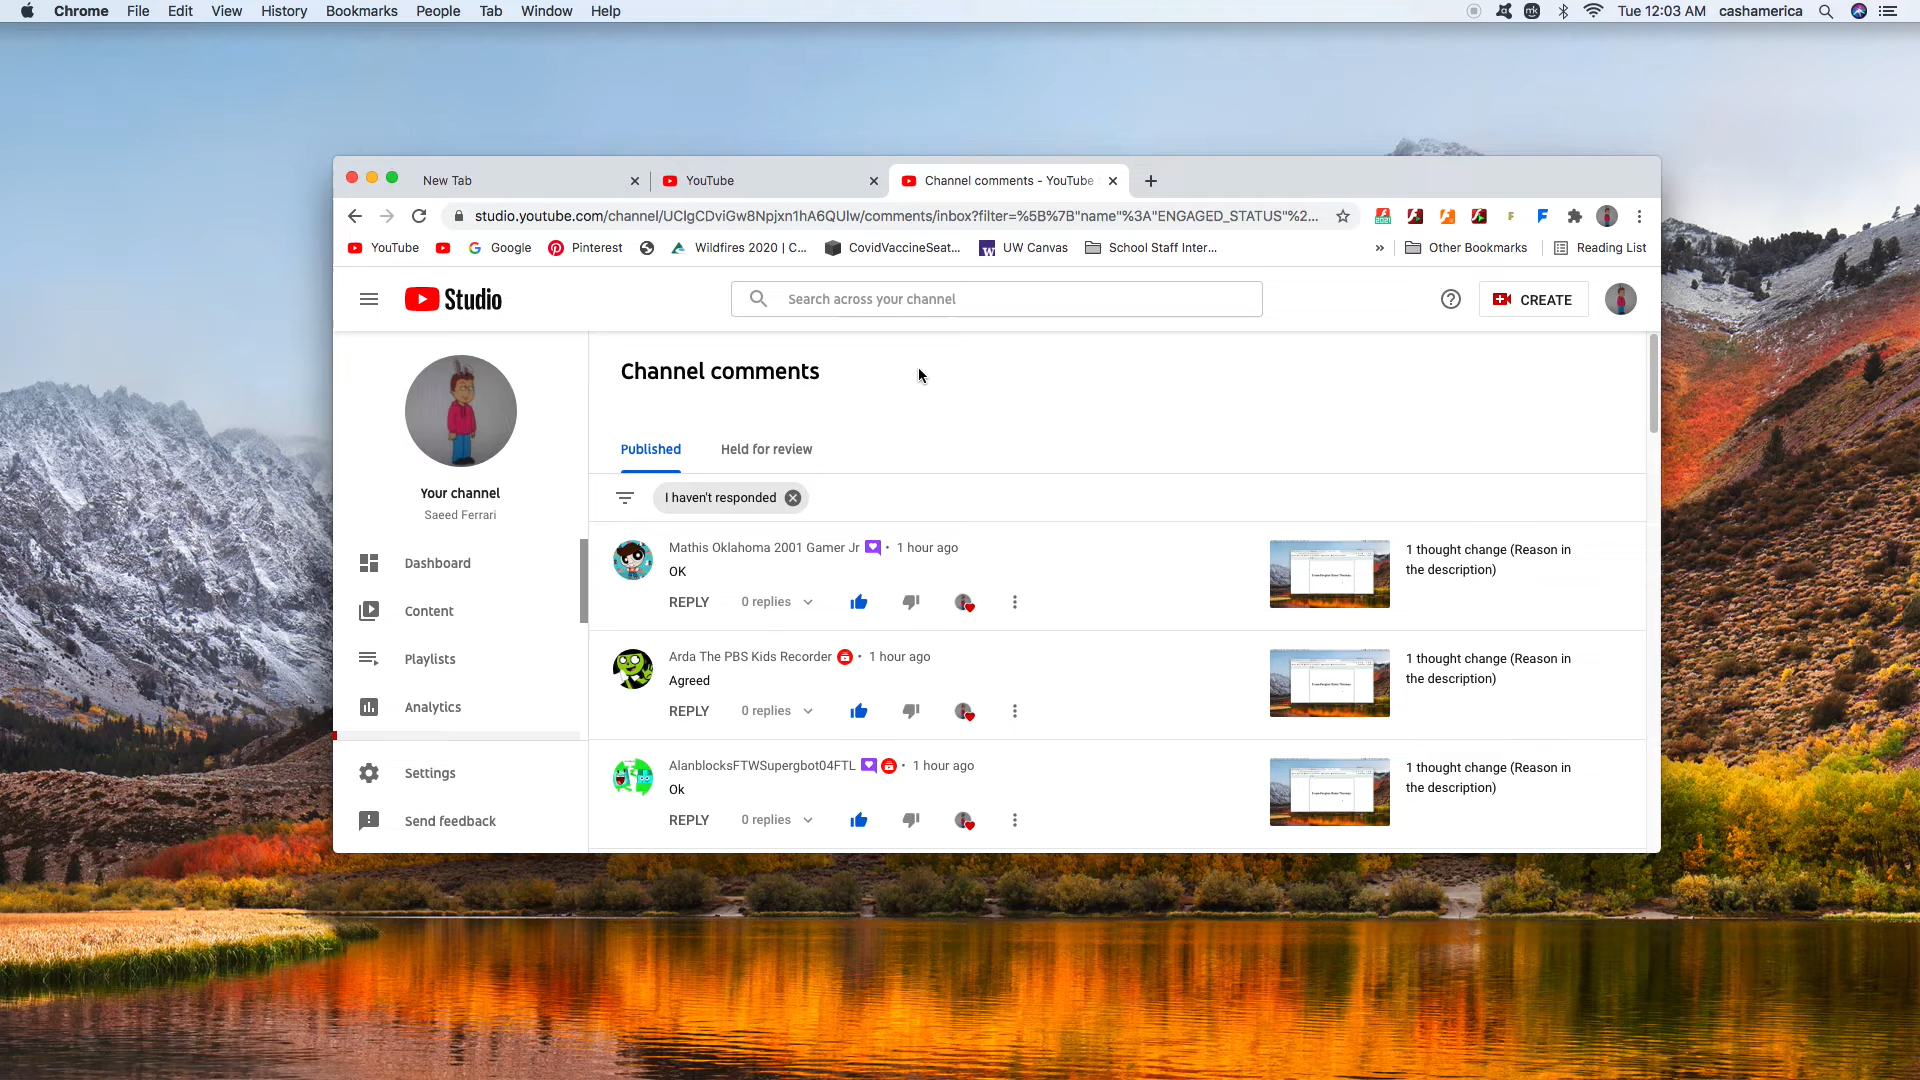 Chrome File Edit View History Bookmarks People Tab Window Help
mk Tue 12:03 AM cashamerica
New Tab
YouTube
Channel comments - YouTube
studio.youtube.com/channel/UCIgCDviGw8Npjxn1hA6QUIw/comments/inbox?filter=%5B%7B"name"%3A"ENGAGED_STATUS"%2...
YouTube Google Pinterest Wildfires 2020 | C... CovidVaccineSeat... UW Canvas School Staff Inter... » Other Bookmarks Reading List
Studio
Search across your channel
CREATE
Your channel
Saeed Ferrari
Dashboard
Content
Playlists
Analytics
Settings
Send feedback
Channel comments
Published Held for review
I haven't responded
Mathis Oklahoma 2001 Gamer Jr • 1 hour ago
OK
REPLY 0 replies
1 thought change (Reason in
the description)
Arda The PBS Kids Recorder • 1 hour ago
Agreed
REPLY 0 replies
1 thought change (Reason in
the description)
AlanblocksFTWSupergbot04FTL • 1 hour ago
Ok
REPLY 0 replies
1 thought change (Reason in
the description)